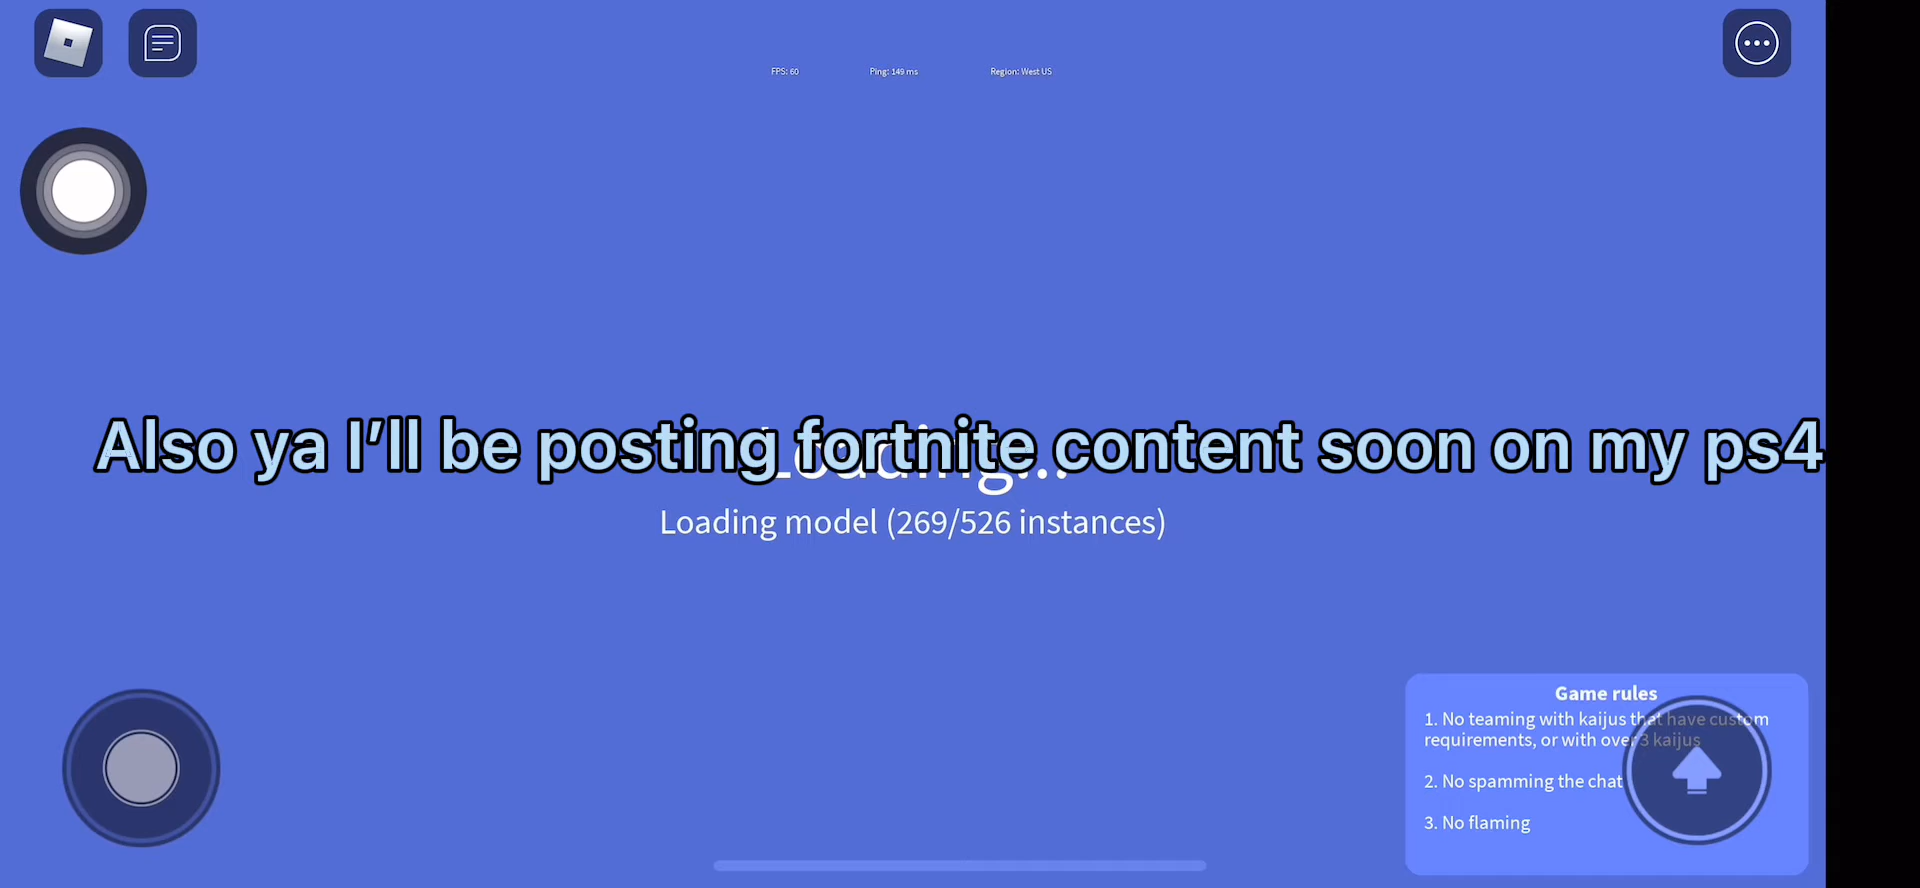 FPS: 60 Ping: 149 ms Region: West US
Also ya I’ll be posting fortnite content soon on my ps4
Loading...
Loading model (269/526 instances)
Game rules
1. No teaming with kaijus that have custom
requirements, or with over 3 kaijus
2. No spamming the chat
3. No flaming